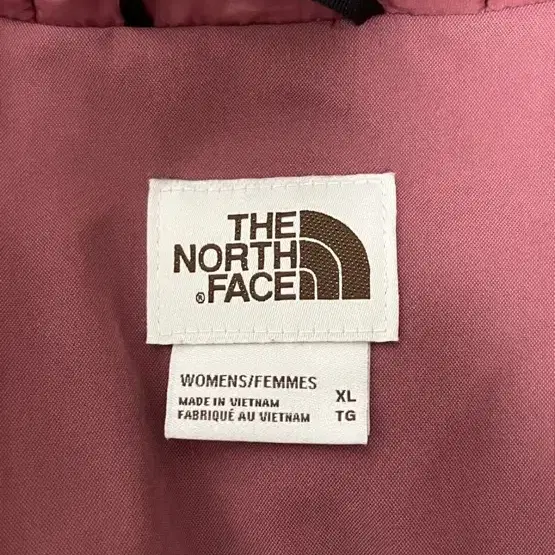 THE
NORTH
® FACE
WOMENS/FEMMES XL
MADE IN VIETNAM
FABRIQUÉ AU VIETNAM TG